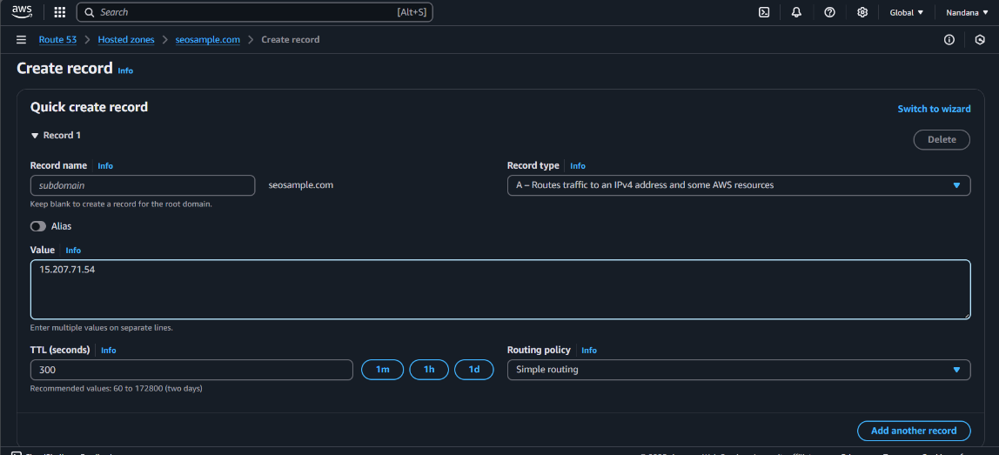 aws Search [Alt+S] Global ▼ Nandana ▼
Route 53 > Hosted zones > seosample.com > Create record
Create record Info
Quick create record
Switch to wizard
▼ Record 1
Delete
Record name Info
subdomain seosample.com
Keep blank to create a record for the root domain.
Record type Info
A – Routes traffic to an IPv4 address and some AWS resources
Alias
Value Info
15.207.71.54
Enter multiple values on separate lines.
TTL (seconds) Info
300 1m 1h 1d
Recommended values: 60 to 172800 (two days)
Routing policy Info
Simple routing
Add another record